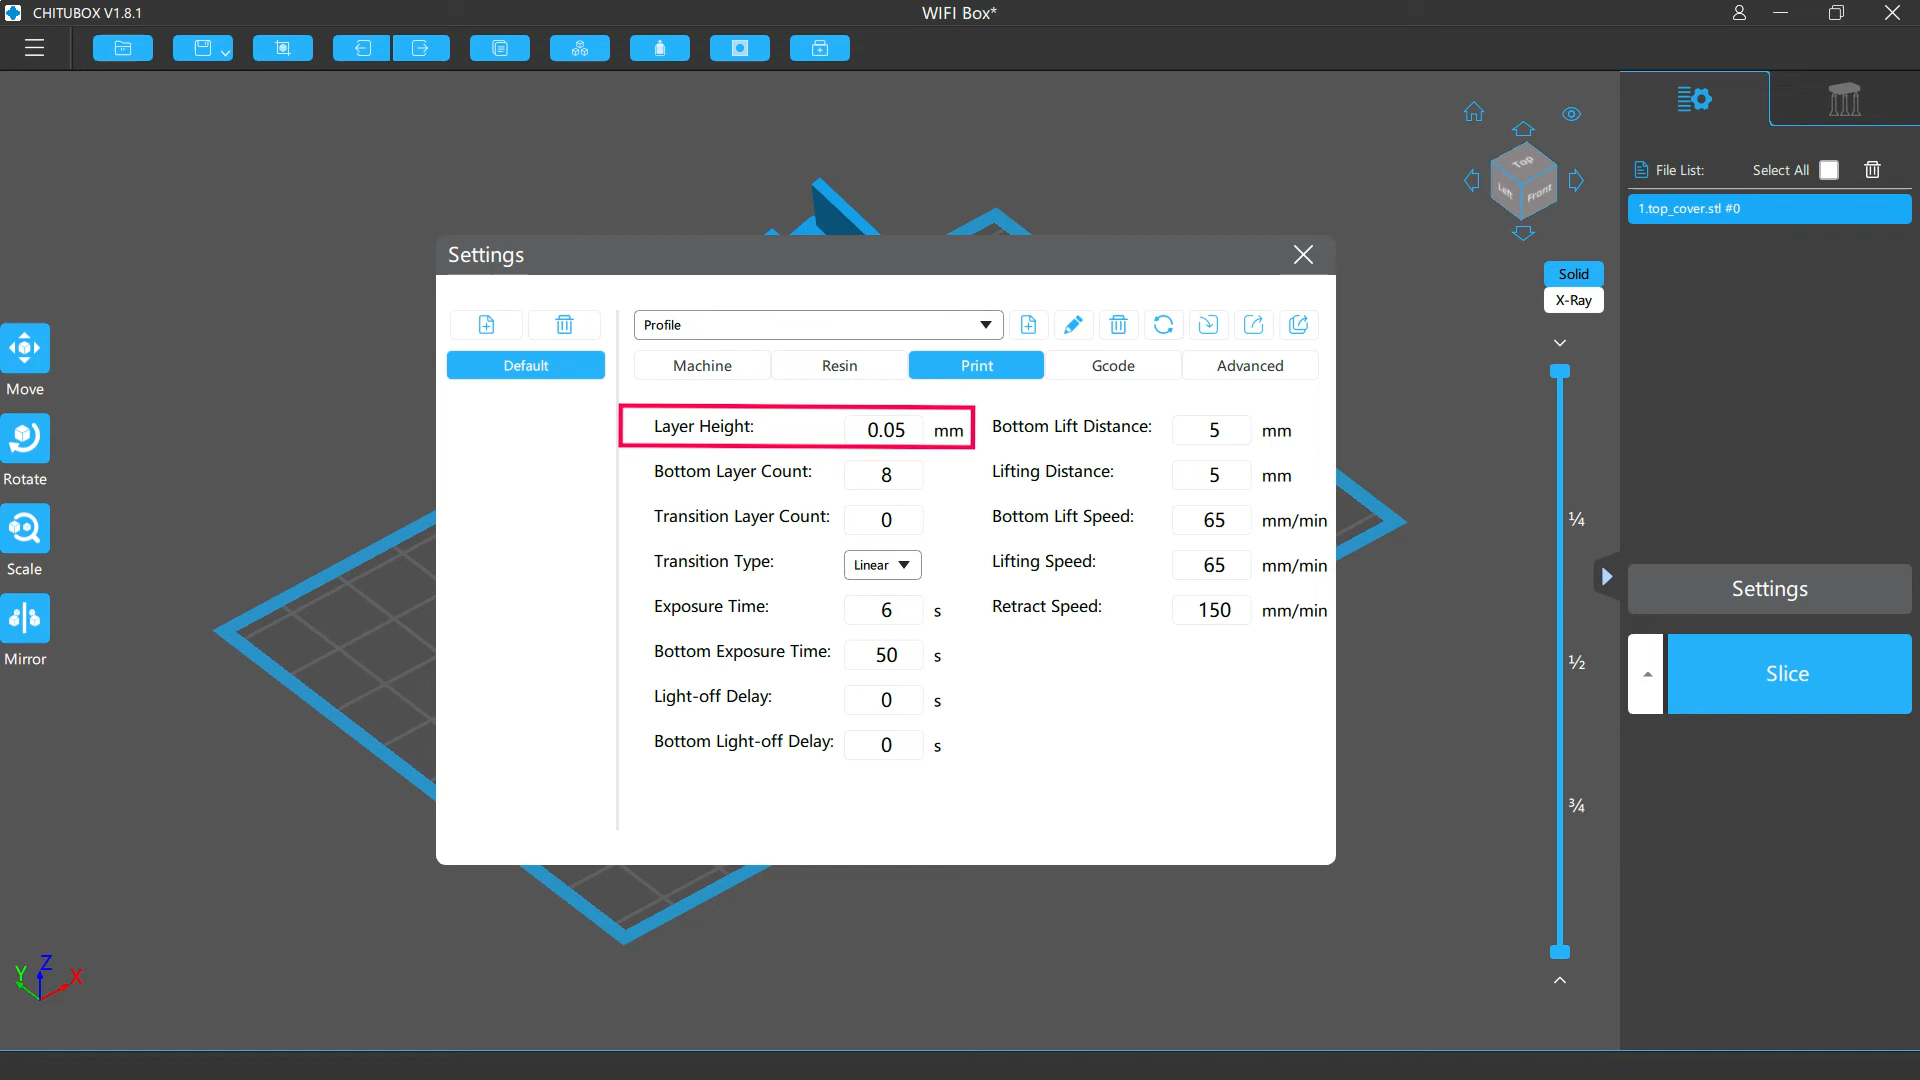 CHITUBOX V1.8.1
WIFI Box*
File List:
Select All
1.top_cover.stl #0
Top
Left
Front
Solid
X-Ray
Move
Rotate
Scale
Mirror
Settings
Profile
Default
Machine
Resin
Print
Gcode
Advanced
Layer Height: 0.05 mm
Bottom Layer Count: 8
Transition Layer Count: 0
Transition Type: Linear
Exposure Time: 6 s
Bottom Exposure Time: 50 s
Light-off Delay: 0 s
Bottom Light-off Delay: 0 s
Bottom Lift Distance: 5 mm
Lifting Distance: 5 mm
Bottom Lift Speed: 65 mm/min
Lifting Speed: 65 mm/min
Retract Speed: 150 mm/min
¼
½
¾
Settings
Slice
Y
Z
X